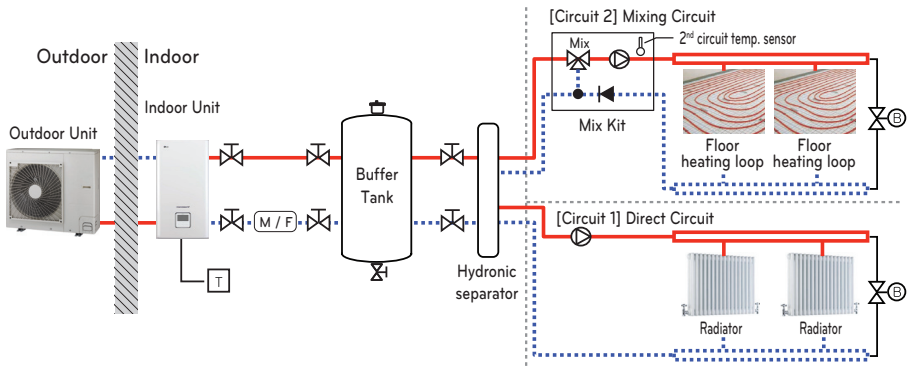 [Circuit 2] Mixing Circuit
Outdoor
Indoor
Mix
2nd circuit temp. sensor
Indoor Unit
Outdoor Unit
Mix Kit
B
Floor
heating loop
Floor
heating loop
Buffer
Tank
M / F
[Circuit 1] Direct Circuit
T
Hydronic
separator
B
Radiator
Radiator